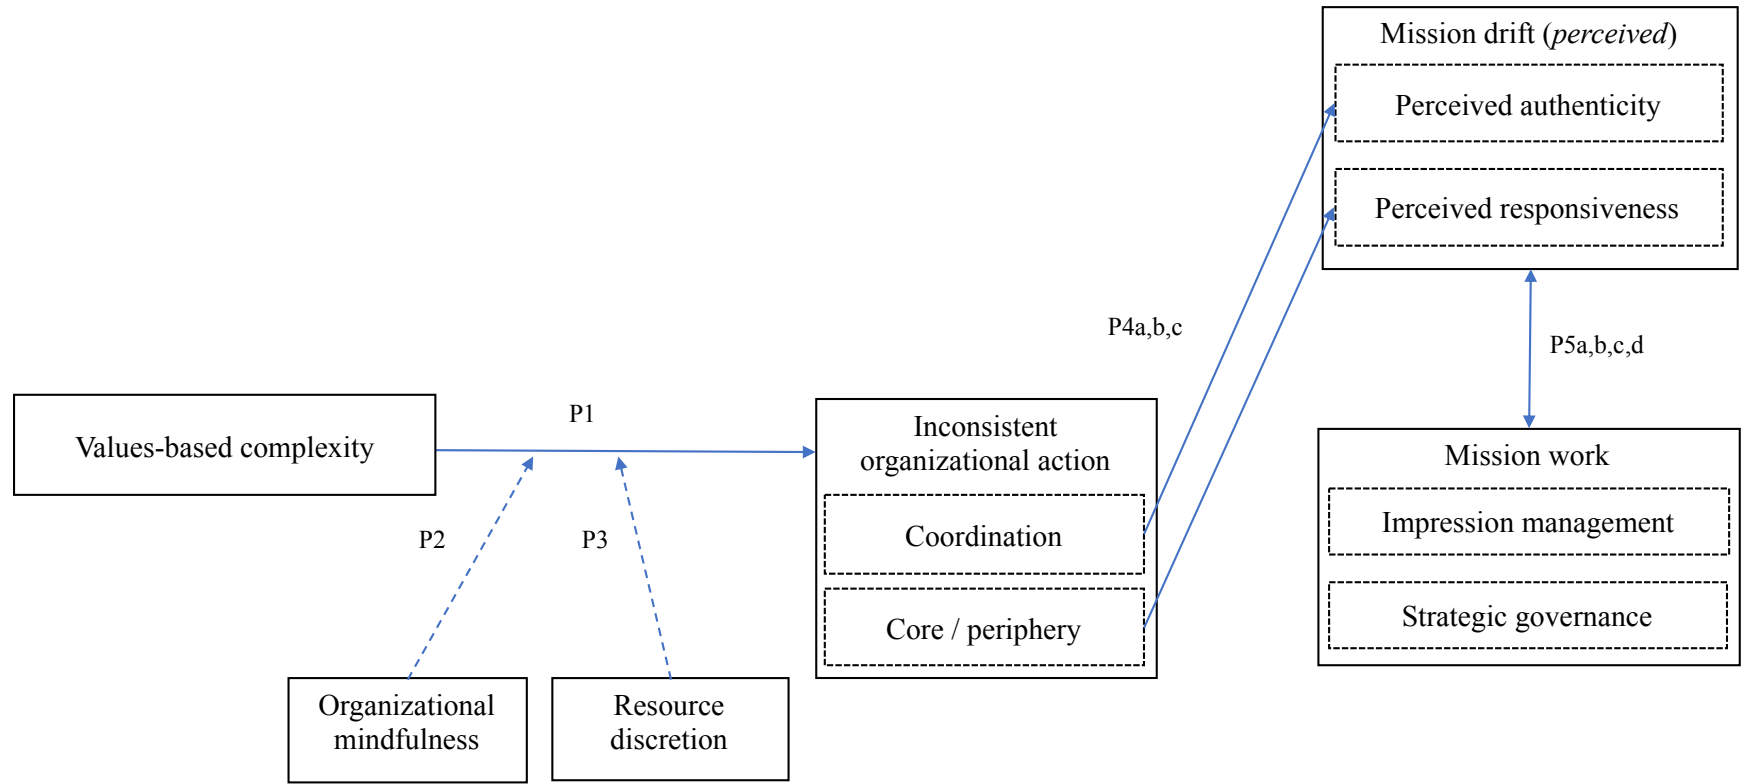 Mission drift (perceived)
Perceived authenticity
Perceived responsiveness
P4a,b,c
P5a,b,c,d
Values-based complexity
P1
Inconsistent
organizational action
Coordination
Core / periphery
Mission work
Impression management
Strategic governance
P2
P3
Organizational
mindfulness
Resource
discretion